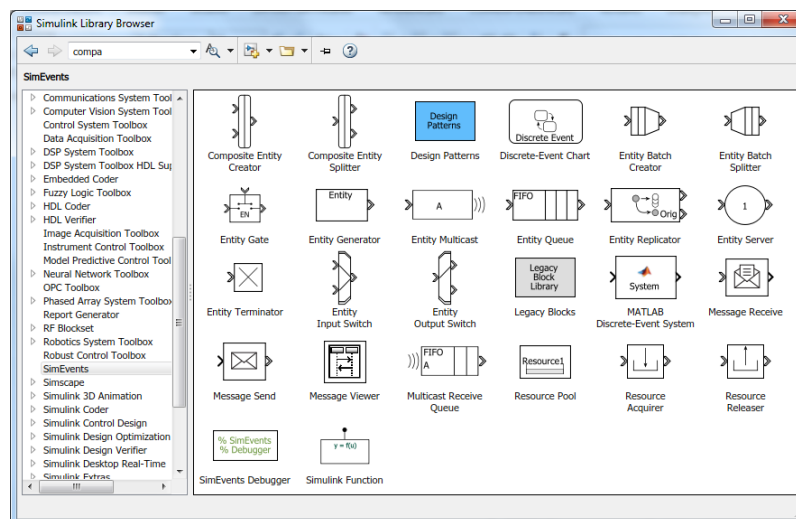 Simulink Library Browser
compa
SimEvents
Communications System Tool
Computer Vision System Tool
Control System Toolbox
Data Acquisition Toolbox
DSP System Toolbox
DSP System Toolbox HDL Sup
Embedded Coder
Fuzzy Logic Toolbox
HDL Coder
HDL Verifier
Image Acquisition Toolbox
Instrument Control Toolbox
Model Predictive Control Tool
Neural Network Toolbox
OPC Toolbox
Phased Array System Toolbox
Report Generator
RF Blockset
Robotics System Toolbox
Robust Control Toolbox
SimEvents
Simscape
Simulink 3D Animation
Simulink Coder
Simulink Control Design
Simulink Design Optimization
Simulink Design Verifier
Simulink Desktop Real-Time
Simulink Extras
Design
Patterns
Discrete Event
Composite Entity
Creator
Composite Entity
Splitter
Design Patterns
Discrete-Event Chart
Entity Batch
Creator
Entity Batch
Splitter
EN
Entity
A
FIFO
Orig
1
Entity Gate
Entity Generator
Entity Multicast
Entity Queue
Entity Replicator
Entity Server
Legacy
Block
Library
System
Entity Terminator
Entity
Input Switch
Entity
Output Switch
Legacy Blocks
MATLAB
Discrete-Event System
Message Receive
FIFO
A
Resource1
Message Send
Message Viewer
Multicast Receive
Queue
Resource Pool
Resource
Acquirer
Resource
Releaser
% SimEvents
% Debugger
y = f(u)
SimEvents Debugger
Simulink Function